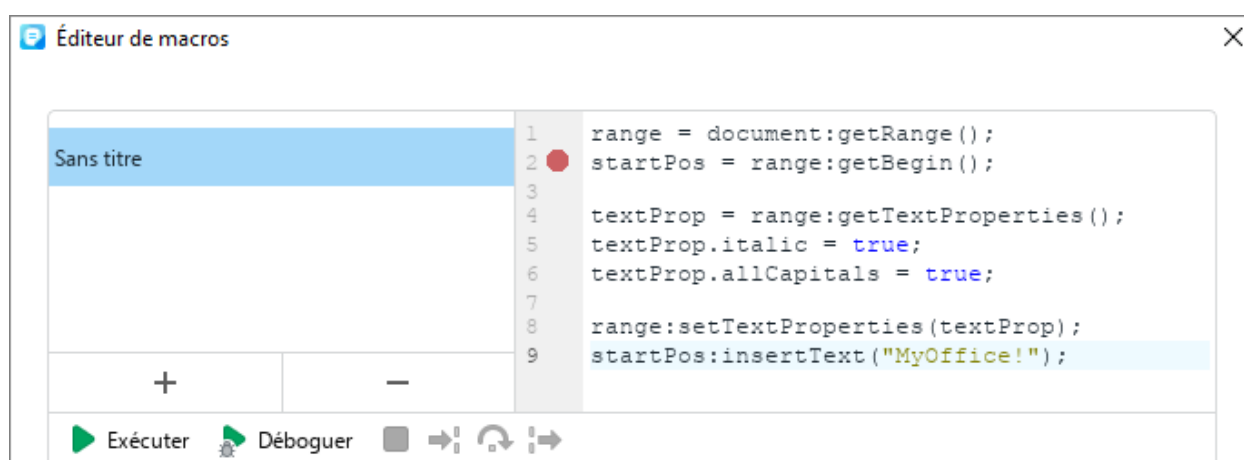 Éditeur de macros
Sans titre
1 range = document:getRange();
2 startPos = range:getBegin();
3
4 textProp = range:getTextProperties();
5 textProp.italic = true;
6 textProp.allCapitals = true;
7
8 range:setTextProperties(textProp);
9 startPos:insertText("MyOffice!");
+ −
Exécuter Déboguer